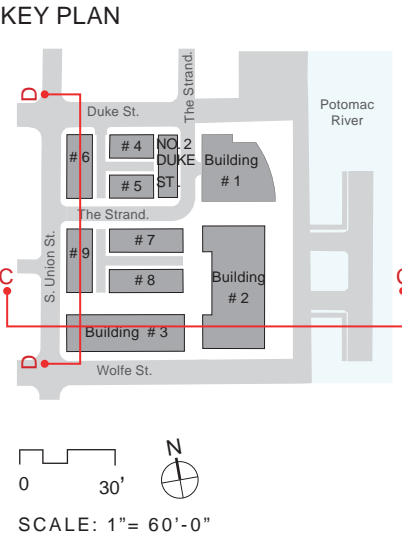 KEY PLAN
The Strand.
D
Duke St.
Potomac
River
# 4
NO. 2
DUKE
ST.
# 6
Building
# 1
# 5
The Strand.
S. Union St.
# 7
# 9
# 8
Building
# 2
C
C
Building # 3
D
Wolfe St.
N
0
30'
SCALE: 1"= 60'-0"